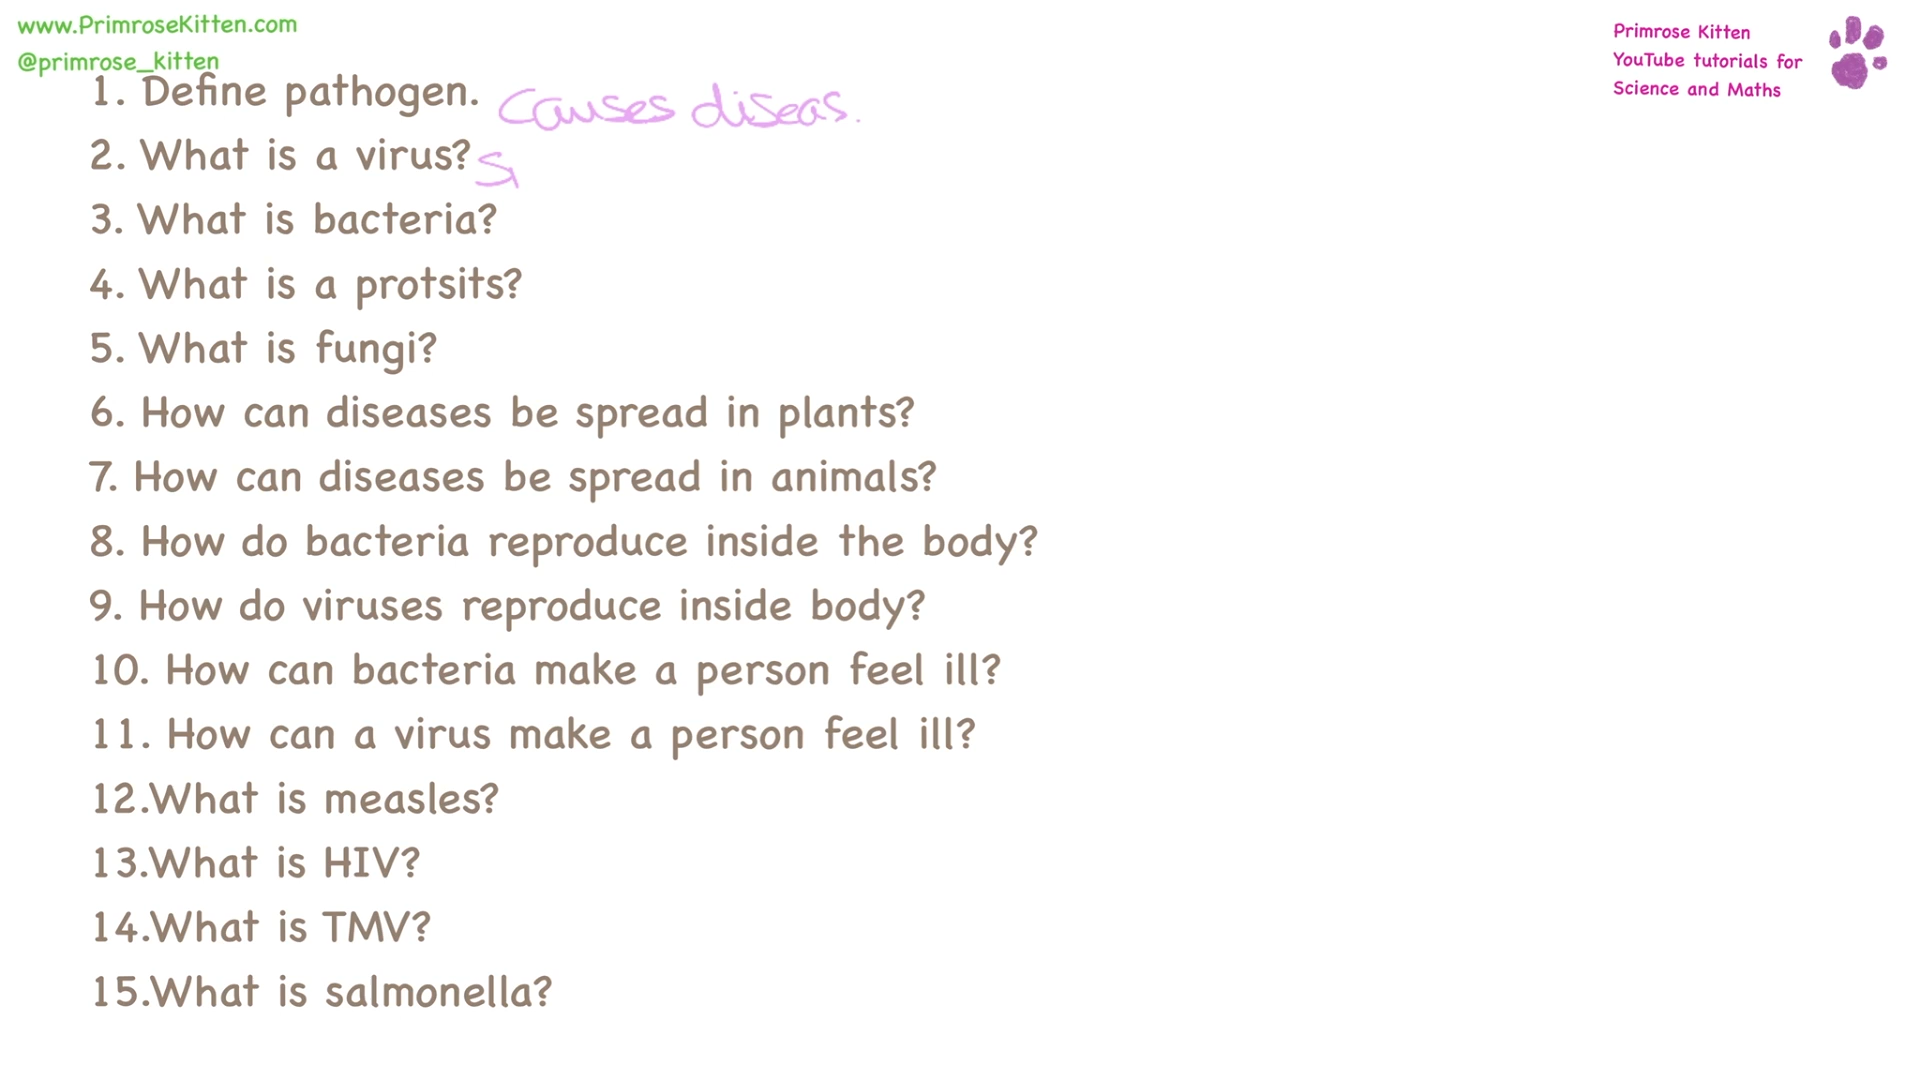 www.PrimroseKitten.com
@primrose_kitten
Primrose Kitten
YouTube tutorials for
Science and Maths
1. Define pathogen. Causes diseas.
2. What is a virus?
3. What is bacteria?
4. What is a protsits?
5. What is fungi?
6. How can diseases be spread in plants?
7. How can diseases be spread in animals?
8. How do bacteria reproduce inside the body?
9. How do viruses reproduce inside body?
10. How can bacteria make a person feel ill?
11. How can a virus make a person feel ill?
12.What is measles?
13.What is HIV?
14.What is TMV?
15.What is salmonella?